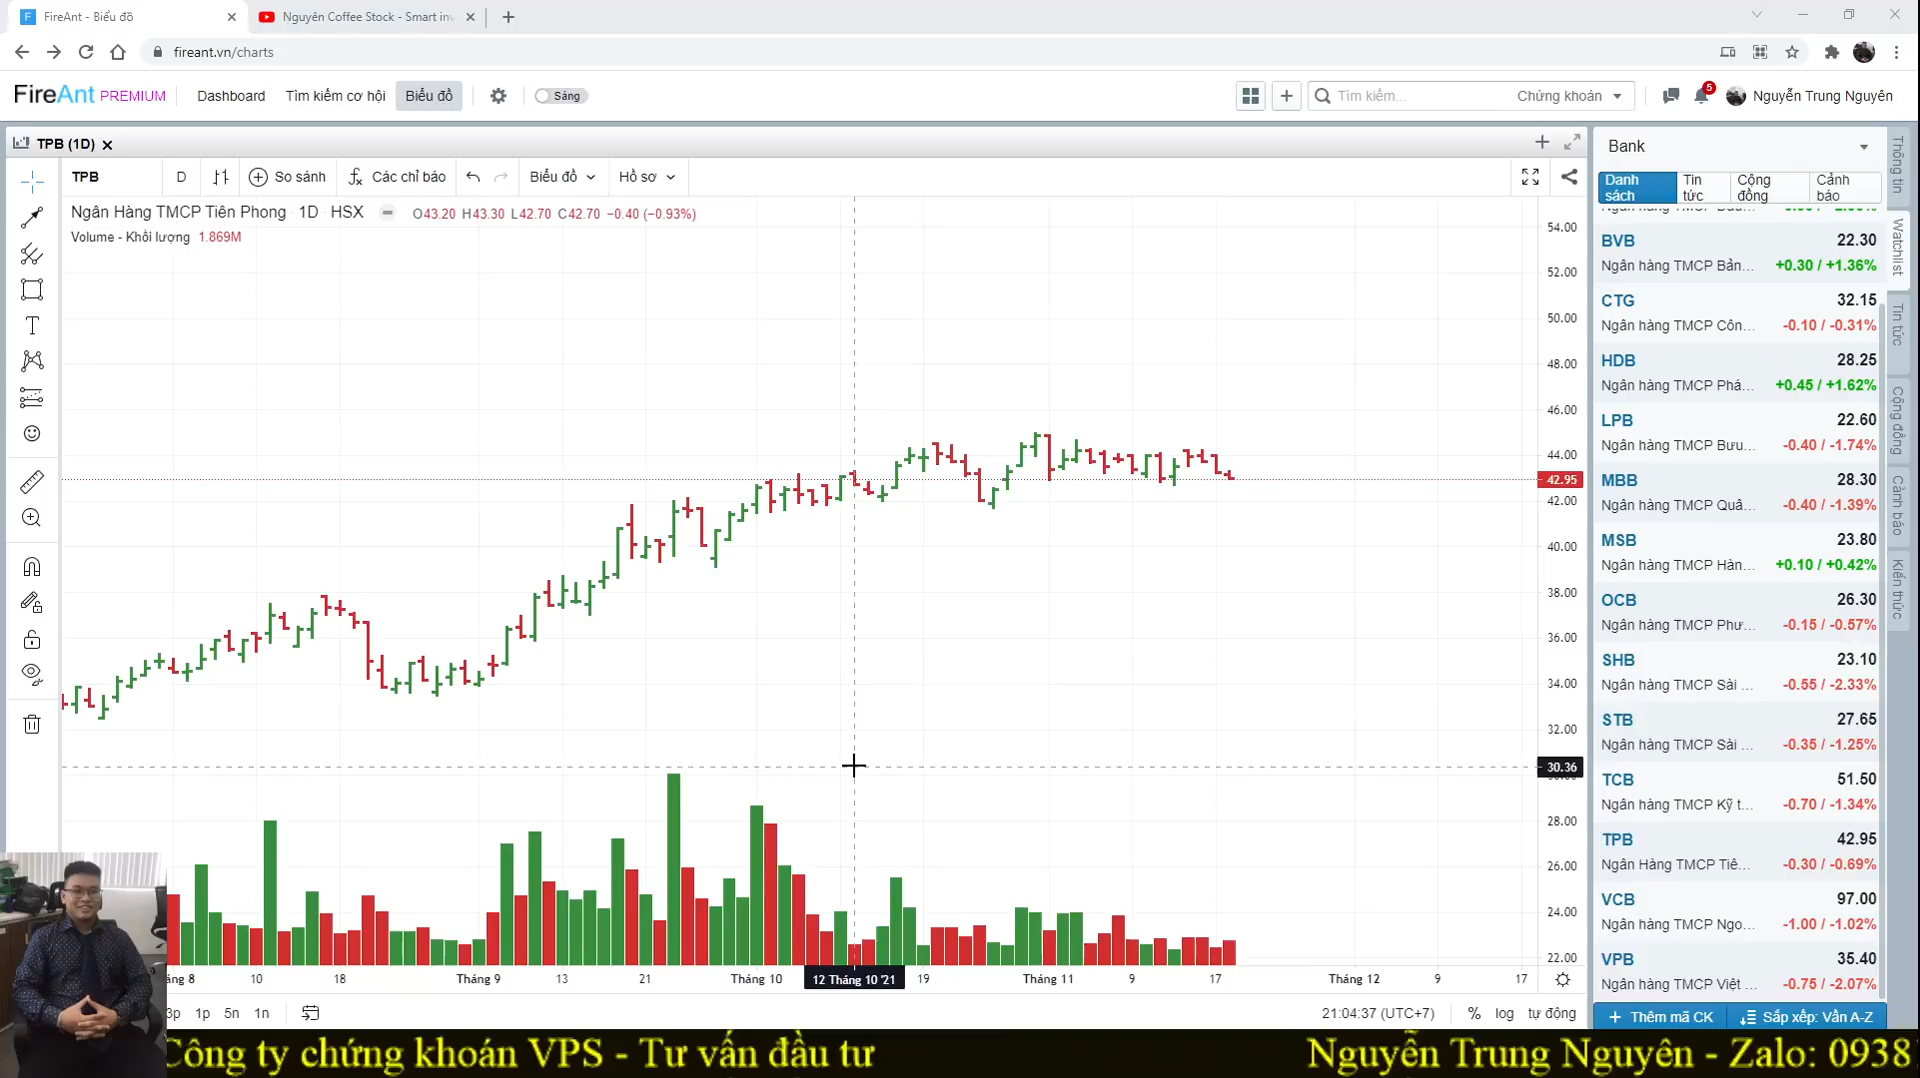 FireAnt - Biểu đồ
Nguyên Coffee Stock - Smart inv
fireant.vn/charts
FireAnt PREMIUM
Dashboard
Tìm kiếm cơ hội
Biểu đồ
Sáng
Tìm kiếm...
Chứng khoán
5
Nguyễn Trung Nguyên
TPB (1D)
TPB
D
So sánh
Các chỉ báo
Biểu đồ
Hồ sơ
Ngân Hàng TMCP Tiên Phong 1D HSX
O43.20 H43.30 L42.70 C42.70 −0.40 (−0.93%)
Volume - Khối lượng 1.869M
54.00
52.00
50.00
48.00
46.00
44.00
42.95
42.00
40.00
38.00
36.00
34.00
32.00
30.36
28.00
26.00
24.00
22.00
áng 8
10
18
Tháng 9
13
21
Tháng 10
12 Tháng 10 '21
19
Tháng 11
9
17
Tháng 12
9
17
3p 1p 5n 1n
21:04:37 (UTC+7)
% log tự động
Bank
Danh sách
Tin tức
Cộng đồng
Cảnh báo
BVB 22.30
Ngân hàng TMCP Bản... +0.30 / +1.36%
CTG 32.15
Ngân hàng TMCP Côn... -0.10 / -0.31%
HDB 28.25
Ngân hàng TMCP Phá... +0.45 / +1.62%
LPB 22.60
Ngân hàng TMCP Bưu... -0.40 / -1.74%
MBB 28.30
Ngân hàng TMCP Quâ... -0.40 / -1.39%
MSB 23.80
Ngân hàng TMCP Hàn... +0.10 / +0.42%
OCB 26.30
Ngân hàng TMCP Phư... -0.15 / -0.57%
SHB 23.10
Ngân hàng TMCP Sài ... -0.55 / -2.33%
STB 27.65
Ngân hàng TMCP Sài ... -0.35 / -1.25%
TCB 51.50
Ngân hàng TMCP Kỹ t... -0.70 / -1.34%
TPB 42.95
Ngân Hàng TMCP Tiê... -0.30 / -0.69%
VCB 97.00
Ngân hàng TMCP Ngo... -1.00 / -1.02%
VPB 35.40
Ngân hàng TMCP Việt ... -0.75 / -2.07%
Thêm mã CK
Sắp xếp: Vần A-Z
Thông tin
Watchlist
Tin tức
Cộng đồng
Cảnh báo
Kiến thức
Công ty chứng khoán VPS - Tư vấn đầu tư
Nguyễn Trung Nguyên - Zalo: 0938